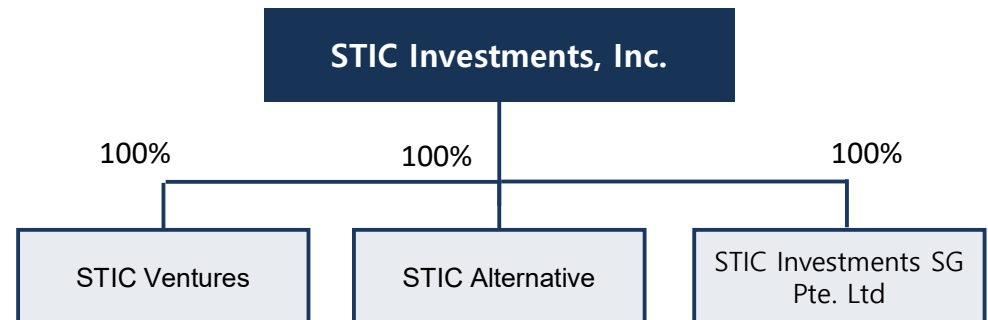 STIC Investments, Inc.
100%
100%
100%
STIC Ventures
STIC Alternative
STIC Investments SG
Pte. Ltd